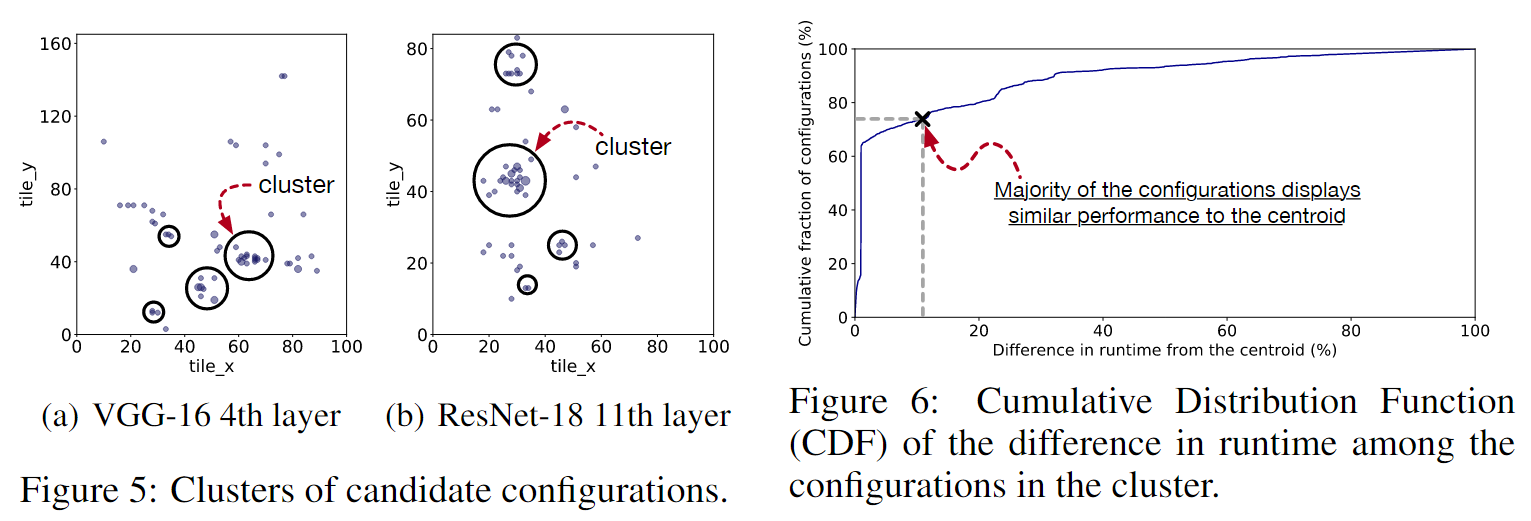 160
120
80
40
0
tile_y
0 20 40 60 80 100
tile_x
cluster
(a) VGG-16 4th layer
80
60
40
20
0
tile_y
0 20 40 60 80 100
tile_x
cluster
(b) ResNet-18 11th layer
Figure 5: Clusters of candidate configurations.
Cumulative fraction of configurations (%)
100
80
60
40
20
0
0 20 40 60 80 100
Difference in runtime from the centroid (%)
Majority of the configurations displays
similar performance to the centroid
Figure 6: Cumulative Distribution Function
(CDF) of the difference in runtime among the
configurations in the cluster.